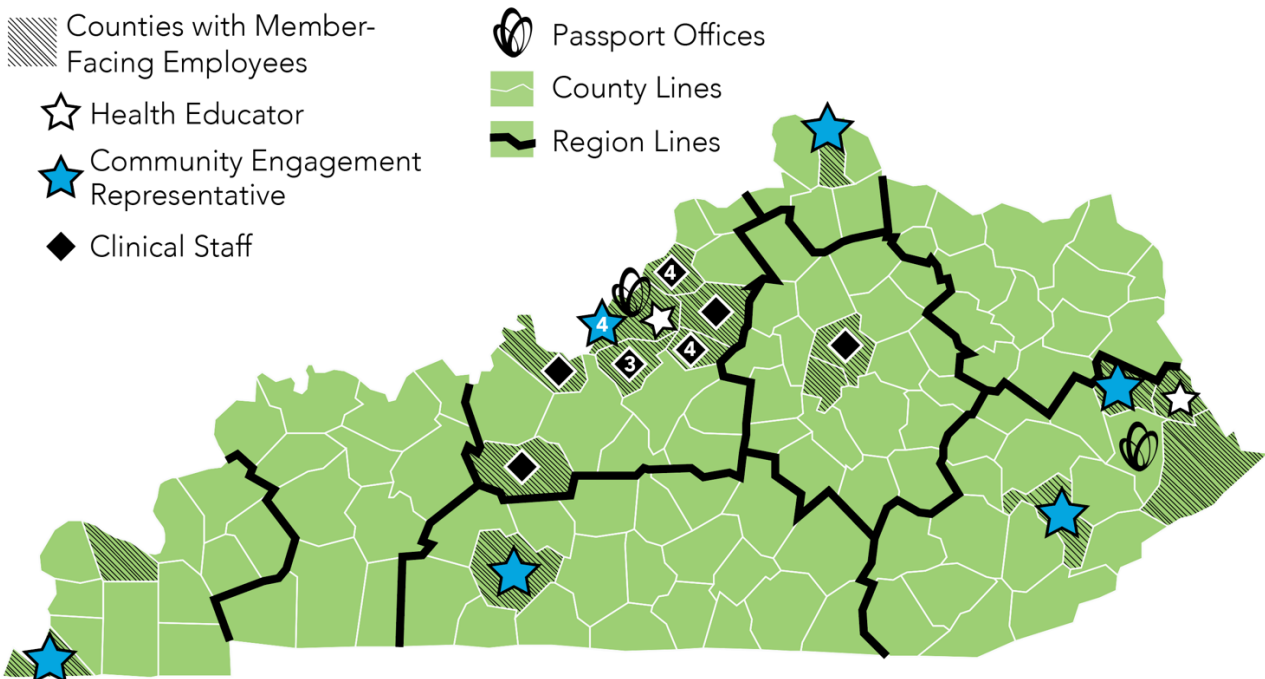 Counties with Member-
Facing Employees
Health Educator
Community Engagement
Representative
Clinical Staff
Passport Offices
County Lines
Region Lines
4
4
3
4